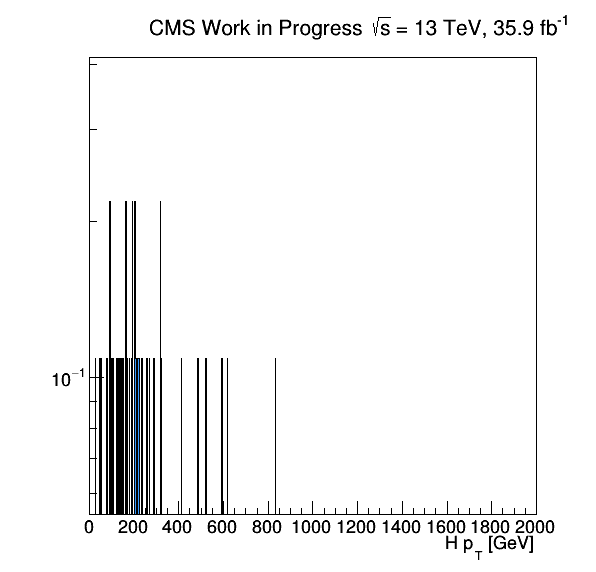 CMS Work in Progress √s = 13 TeV, 35.9 fb⁻¹
10⁻¹
0 200 400 600 800 1000 1200 1400 1600 1800 2000
H p_T [GeV]